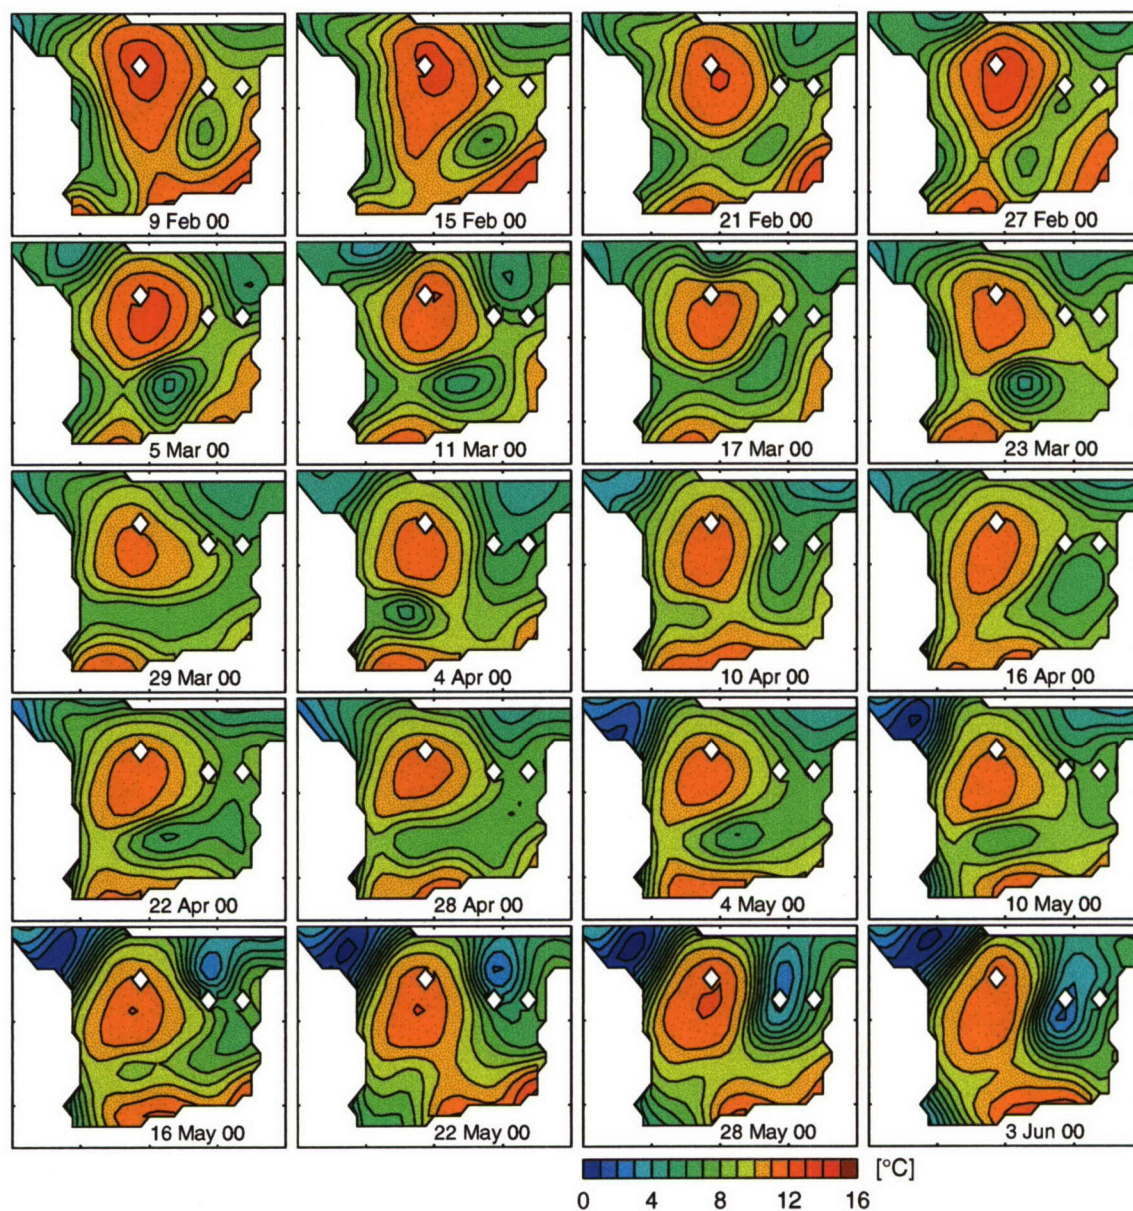 9 Feb 00
15 Feb 00
21 Feb 00
27 Feb 00
5 Mar 00
11 Mar 00
17 Mar 00
23 Mar 00
29 Mar 00
4 Apr 00
10 Apr 00
16 Apr 00
22 Apr 00
28 Apr 00
4 May 00
10 May 00
16 May 00
22 May 00
28 May 00
3 Jun 00
[°C]
0 4 8 12 16